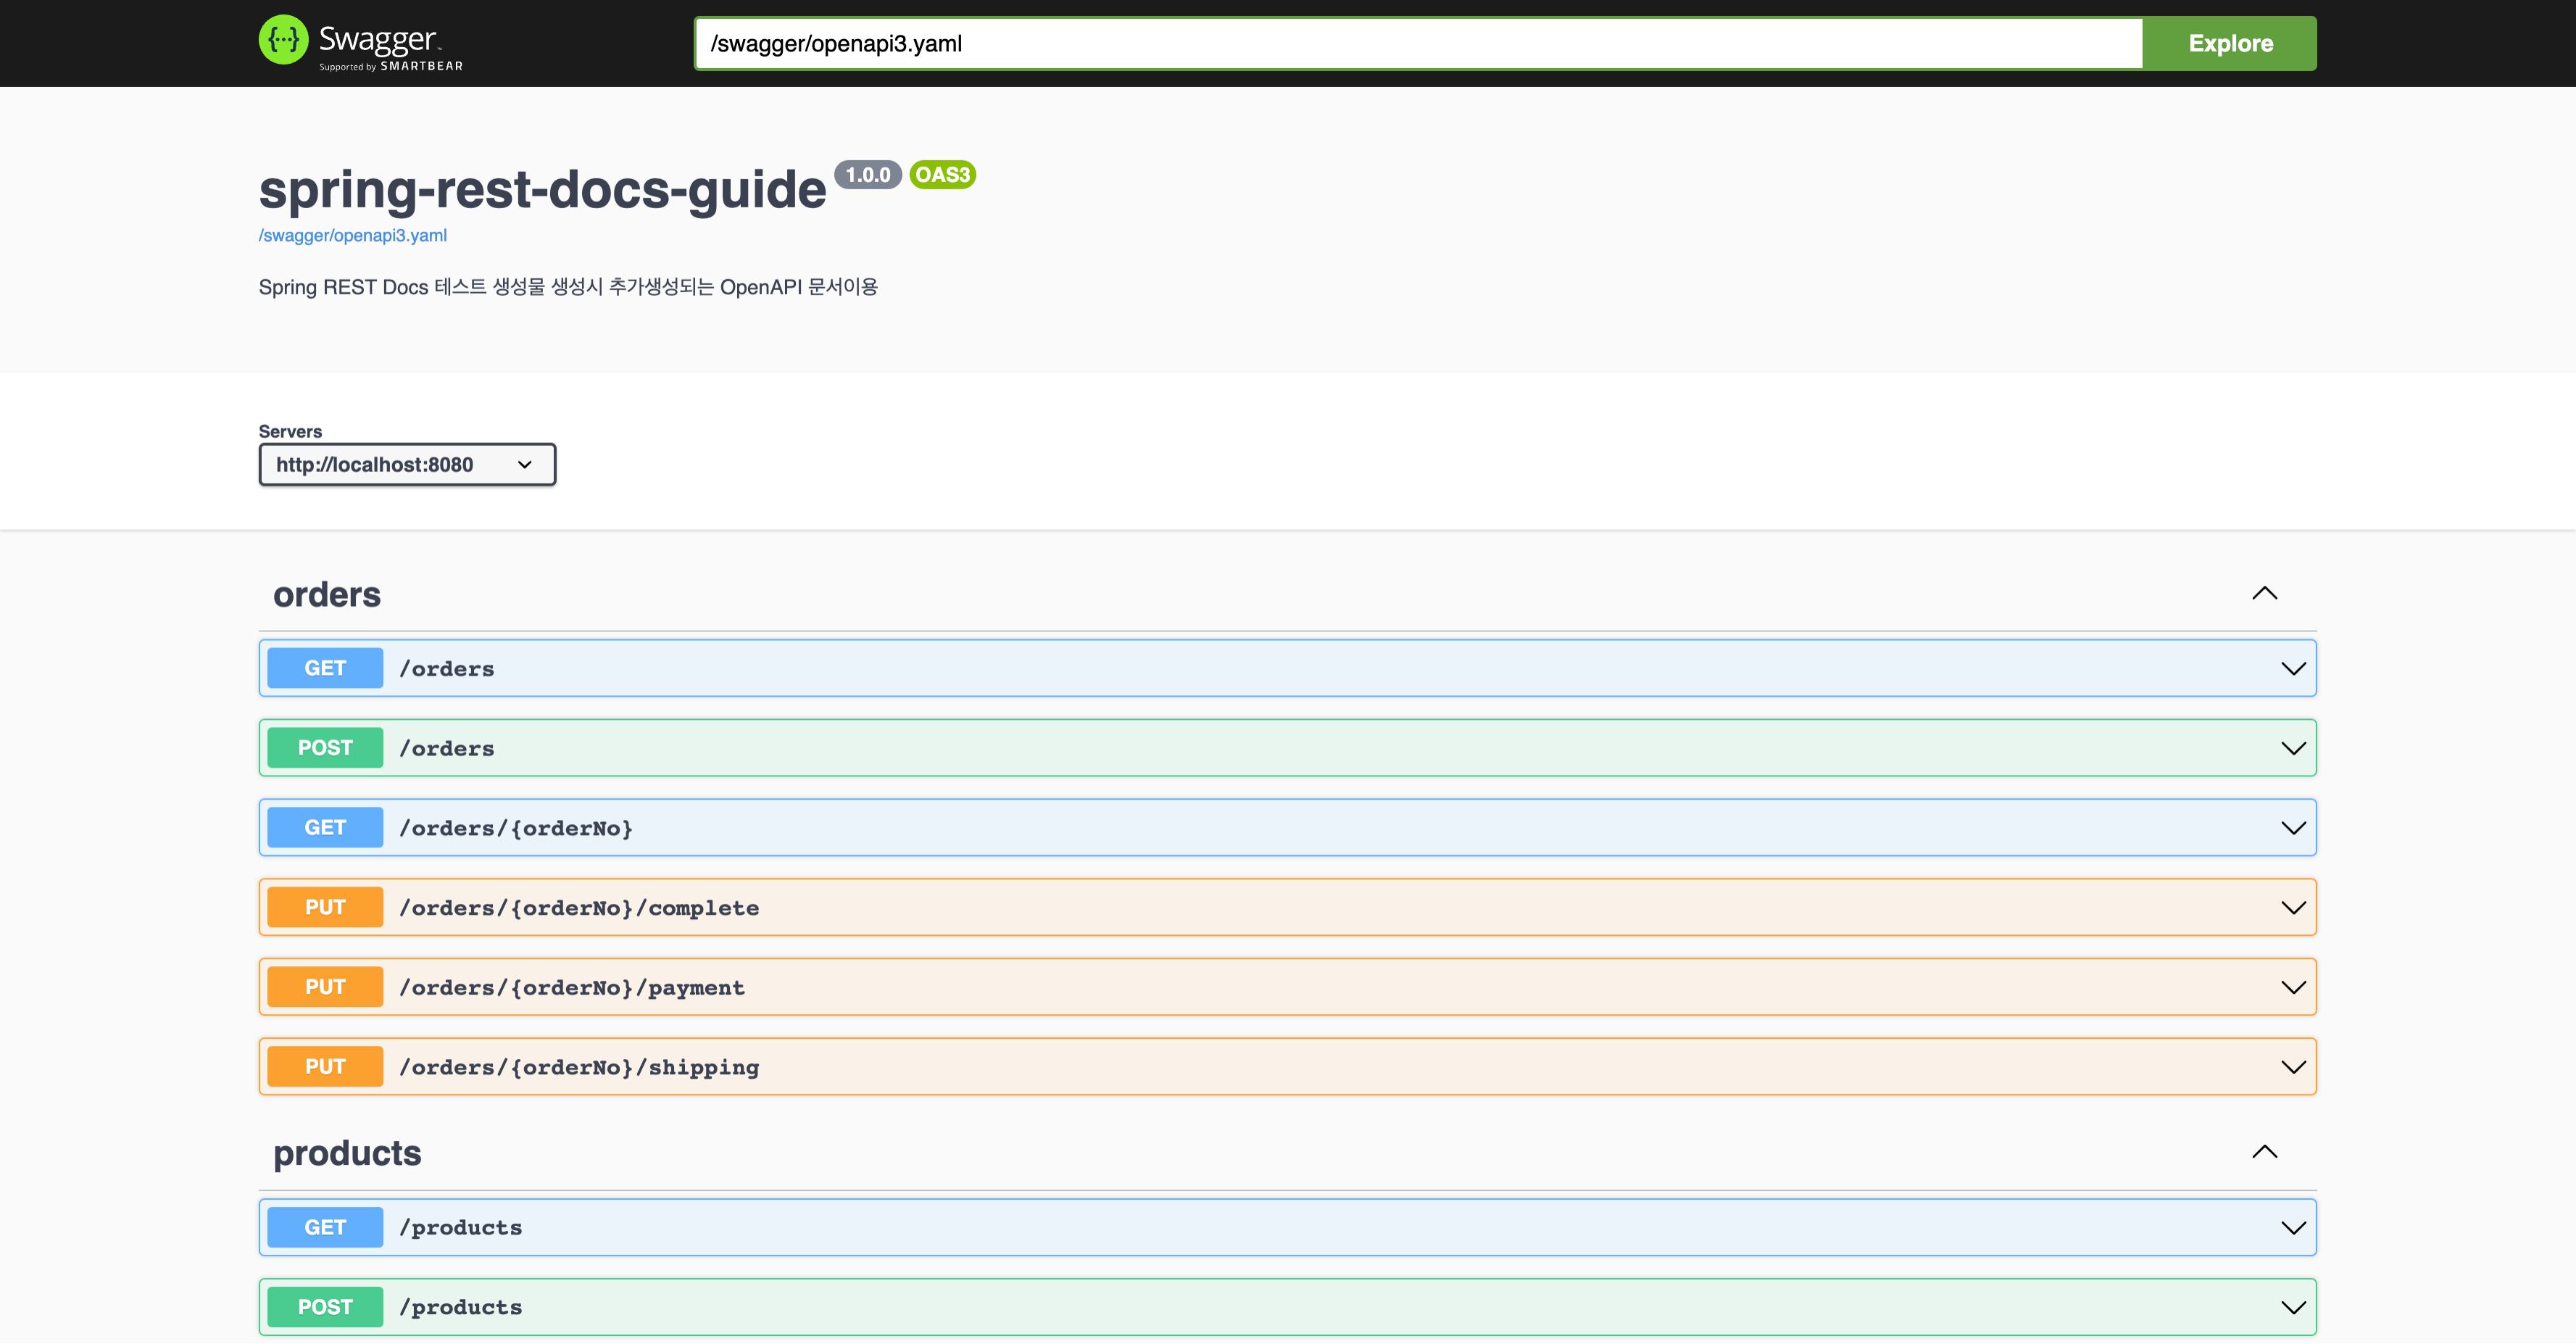 {...} Swagger™
Supported by SMARTBEAR
/swagger/openapi3.yaml
Explore
spring-rest-docs-guide 1.0.0 OAS3
/swagger/openapi3.yaml
Spring REST Docs 테스트 생성물 생성시 추가생성되는 OpenAPI 문서이용
Servers
http://localhost:8080
orders
GET /orders
POST /orders
GET /orders/{orderNo}
PUT /orders/{orderNo}/complete
PUT /orders/{orderNo}/payment
PUT /orders/{orderNo}/shipping
products
GET /products
POST /products